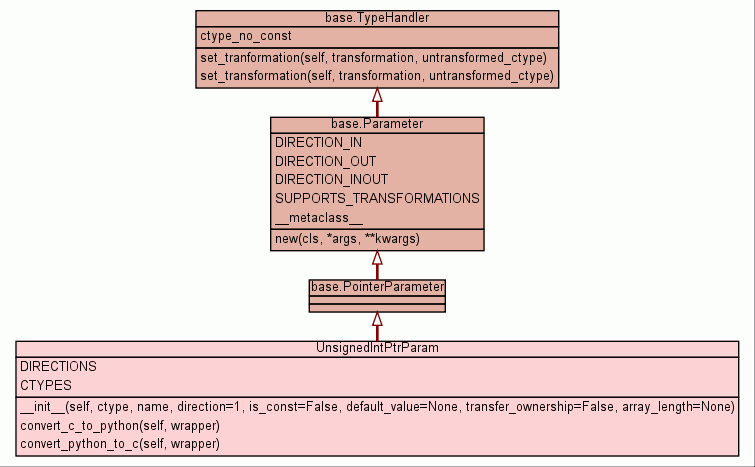 base.TypeHandler
ctype_no_const
set_tranformation(self, transformation, untransformed_ctype)
set_transformation(self, transformation, untransformed_ctype)
base.Parameter
DIRECTION_IN
DIRECTION_OUT
DIRECTION_INOUT
SUPPORTS_TRANSFORMATIONS
__metaclass__
new(cls, *args, **kwargs)
base.PointerParameter
UnsignedIntPtrParam
DIRECTIONS
CTYPES
__init__(self, ctype, name, direction=1, is_const=False, default_value=None, transfer_ownership=False, array_length=None)
convert_c_to_python(self, wrapper)
convert_python_to_c(self, wrapper)